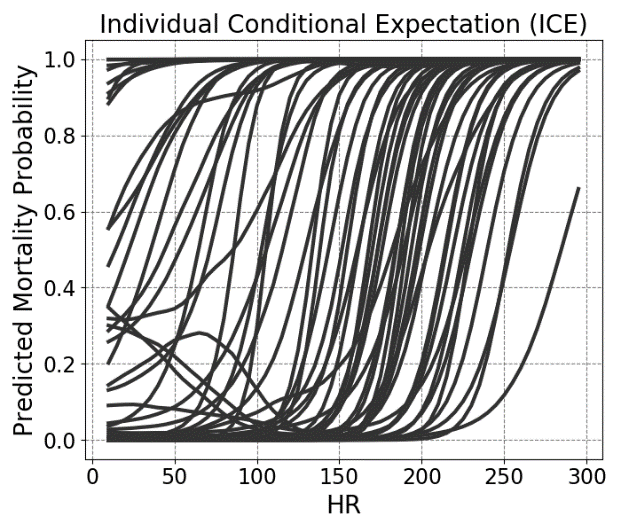 Individual Conditional Expectation (ICE)
Predicted Mortality Probability
1.0
0.8
0.6
0.4
0.2
0.0
0 50 100 150 200 250 300
HR